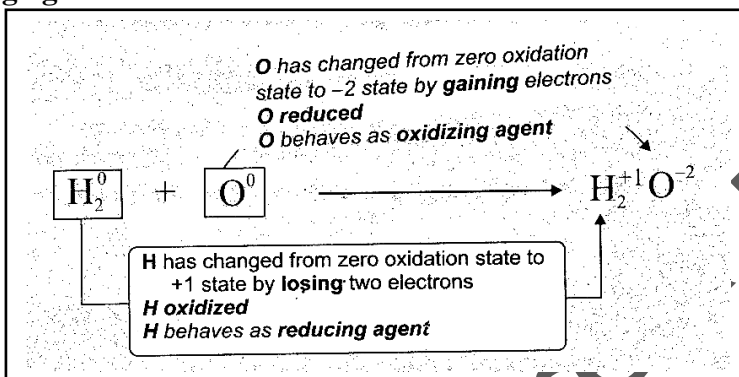 O has changed from zero oxidation
state to –2 state by gaining electrons
O reduced
O behaves as oxidizing agent
H₂⁰ + O⁰ → H₂⁺¹O⁻²
H has changed from zero oxidation state to
+1 state by losing two electrons
H oxidized
H behaves as reducing agent